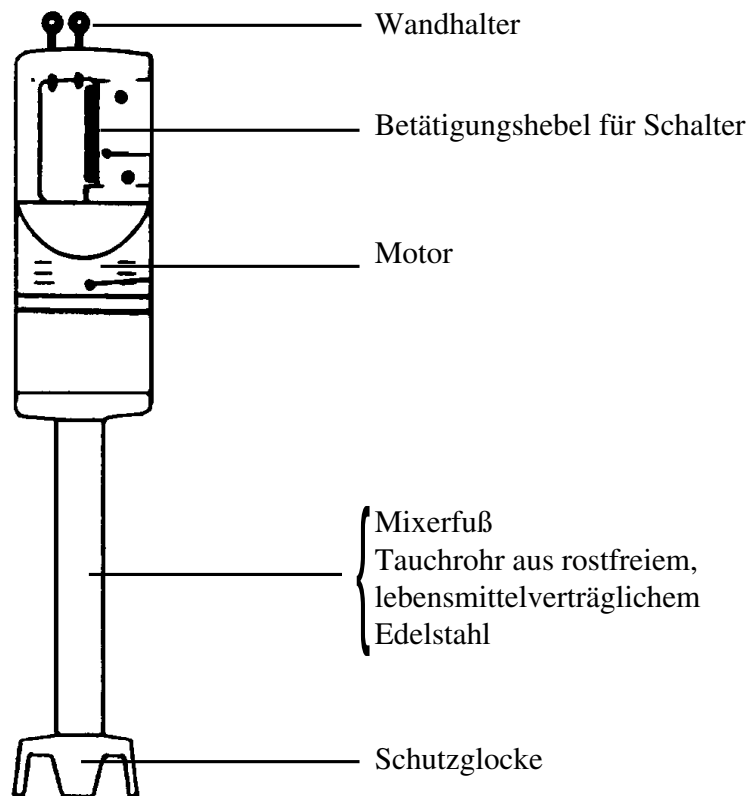 Wandhalter
Betätigungshebel für Schalter
Motor
Mixerfuß
Tauchrohr aus rostfreiem,
lebensmittelverträglichem
Edelstahl
Schutzglocke